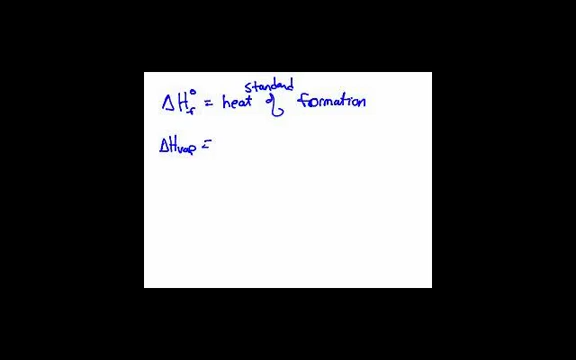 standard
ΔH°f = heat of formation
ΔHvap =